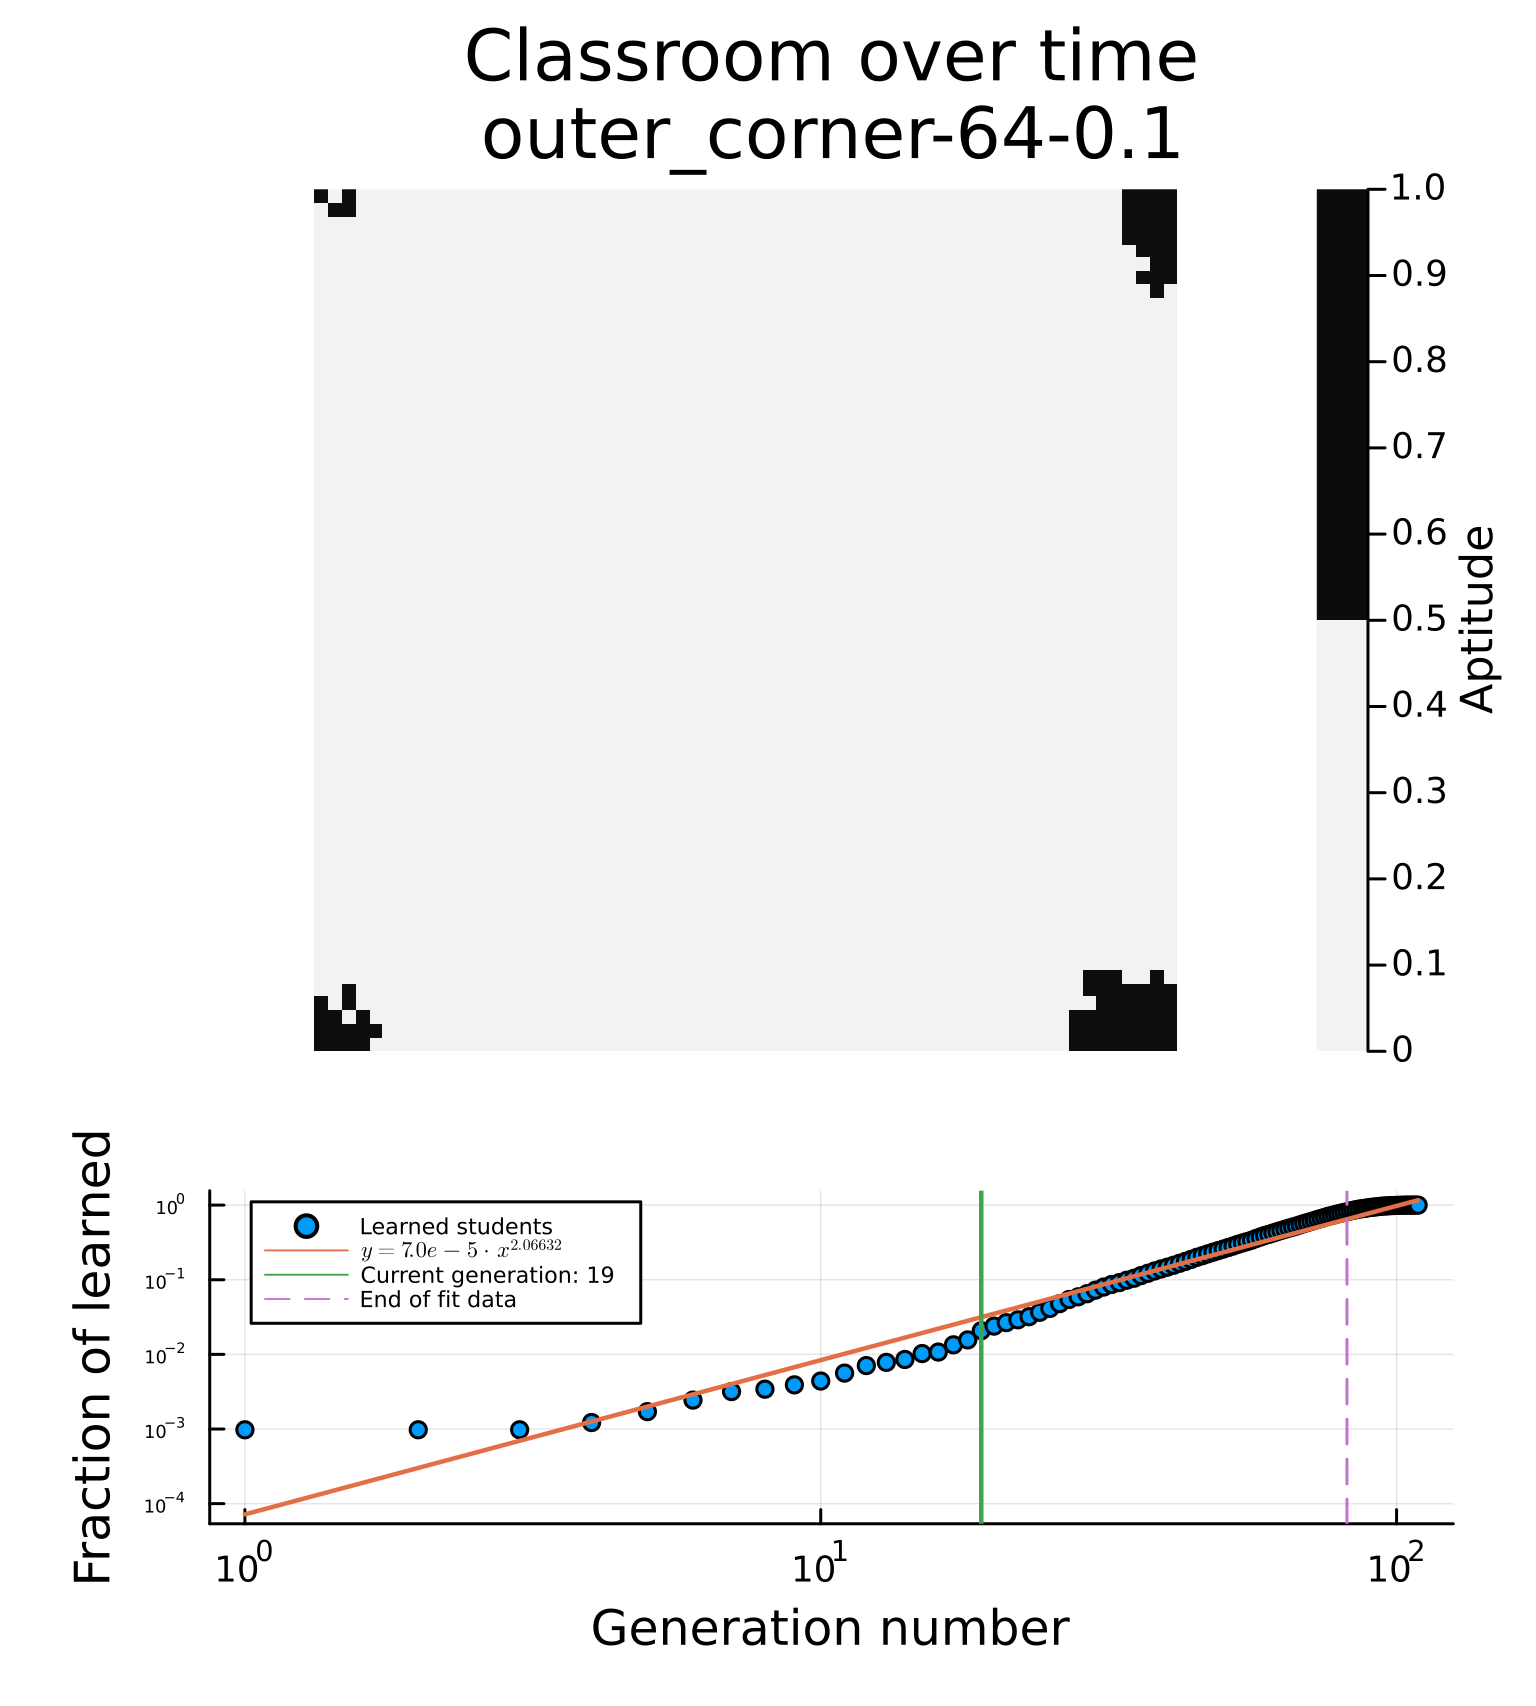 Classroom over time
outer_corner-64-0.1
1.0
0.9
0.8
0.7
0.6
0.5
0.4
0.3
0.2
0.1
0
Aptitude
Fraction of learned
10^0
10^-1
10^-2
10^-3
10^-4
Learned students
y = 7.0e − 5 · x^2.06632
Current generation: 19
End of fit data
10^0
10^1
10^2
Generation number